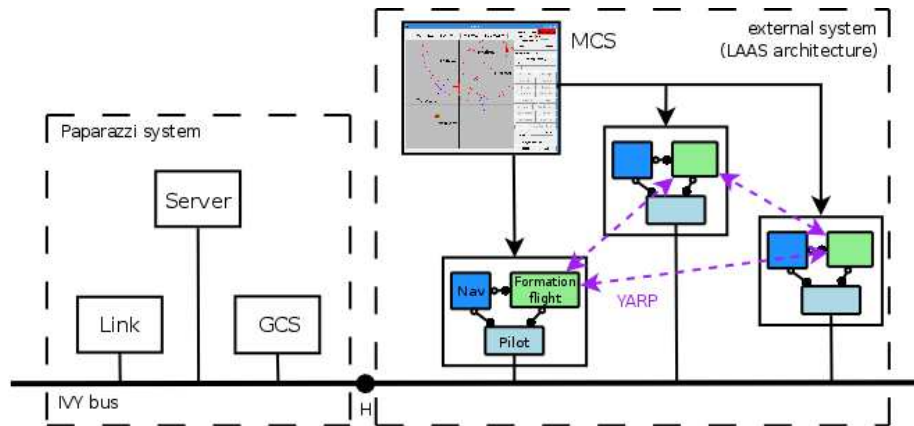 MCS
external system
(LAAS architecture)
Paparazzi system
Server
Link
GCS
Nav
Formation
flight
Pilot
YARP
IVY bus
H